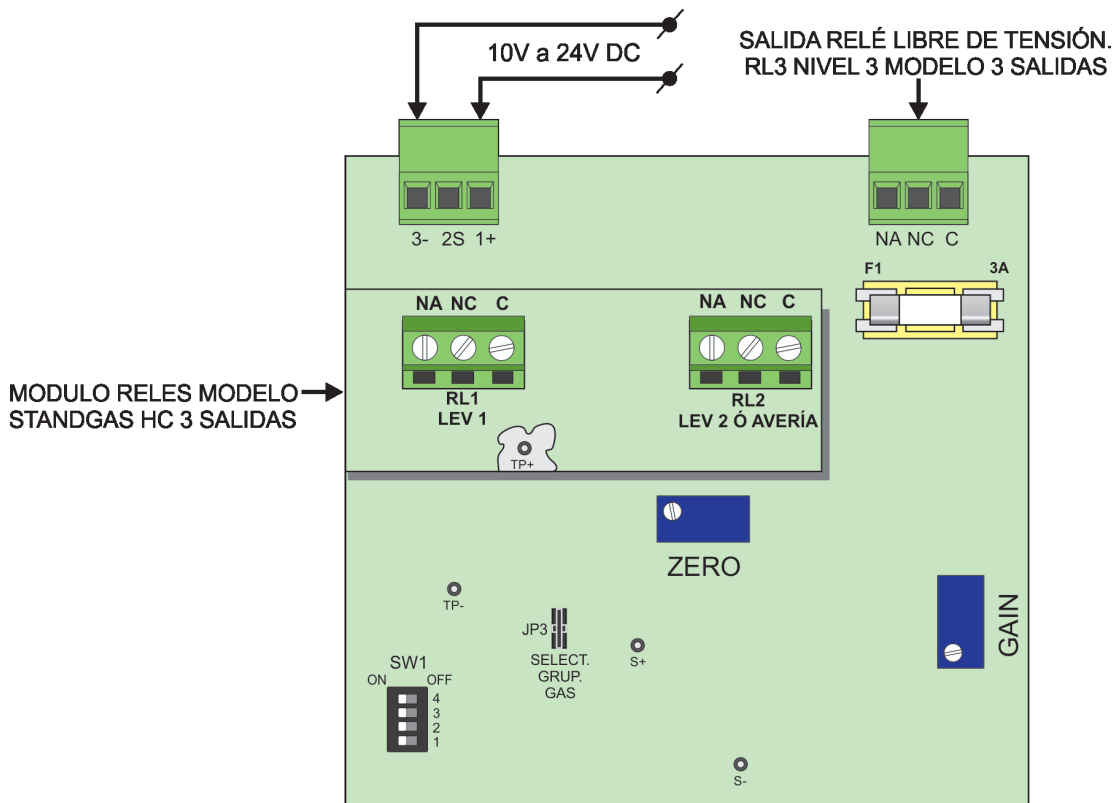 10V a 24V DC
SALIDA RELÉ LIBRE DE TENSIÓN.
RL3 NIVEL 3 MODELO 3 SALIDAS
3- 2S 1+
NA NC C
F1 3A
NA NC C
NA NC C
MODULO RELES MODELO
STANDGAS HC 3 SALIDAS
RL1
LEV 1
RL2
LEV 2 Ó AVERÍA
TP+
ZERO
TP-
JP3
SELECT.
GRUP.
GAS
S+
GAIN
SW1
ON OFF
4
3
2
1
S-